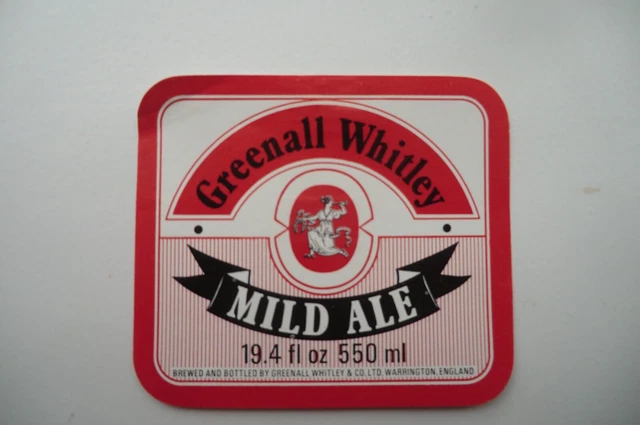 Greenall Whitley
MILD ALE
19.4 fl oz 550 ml
BREWED AND BOTTLED BY GREENALL WHITLEY & CO. LTD. WARRINGTON, ENGLAND